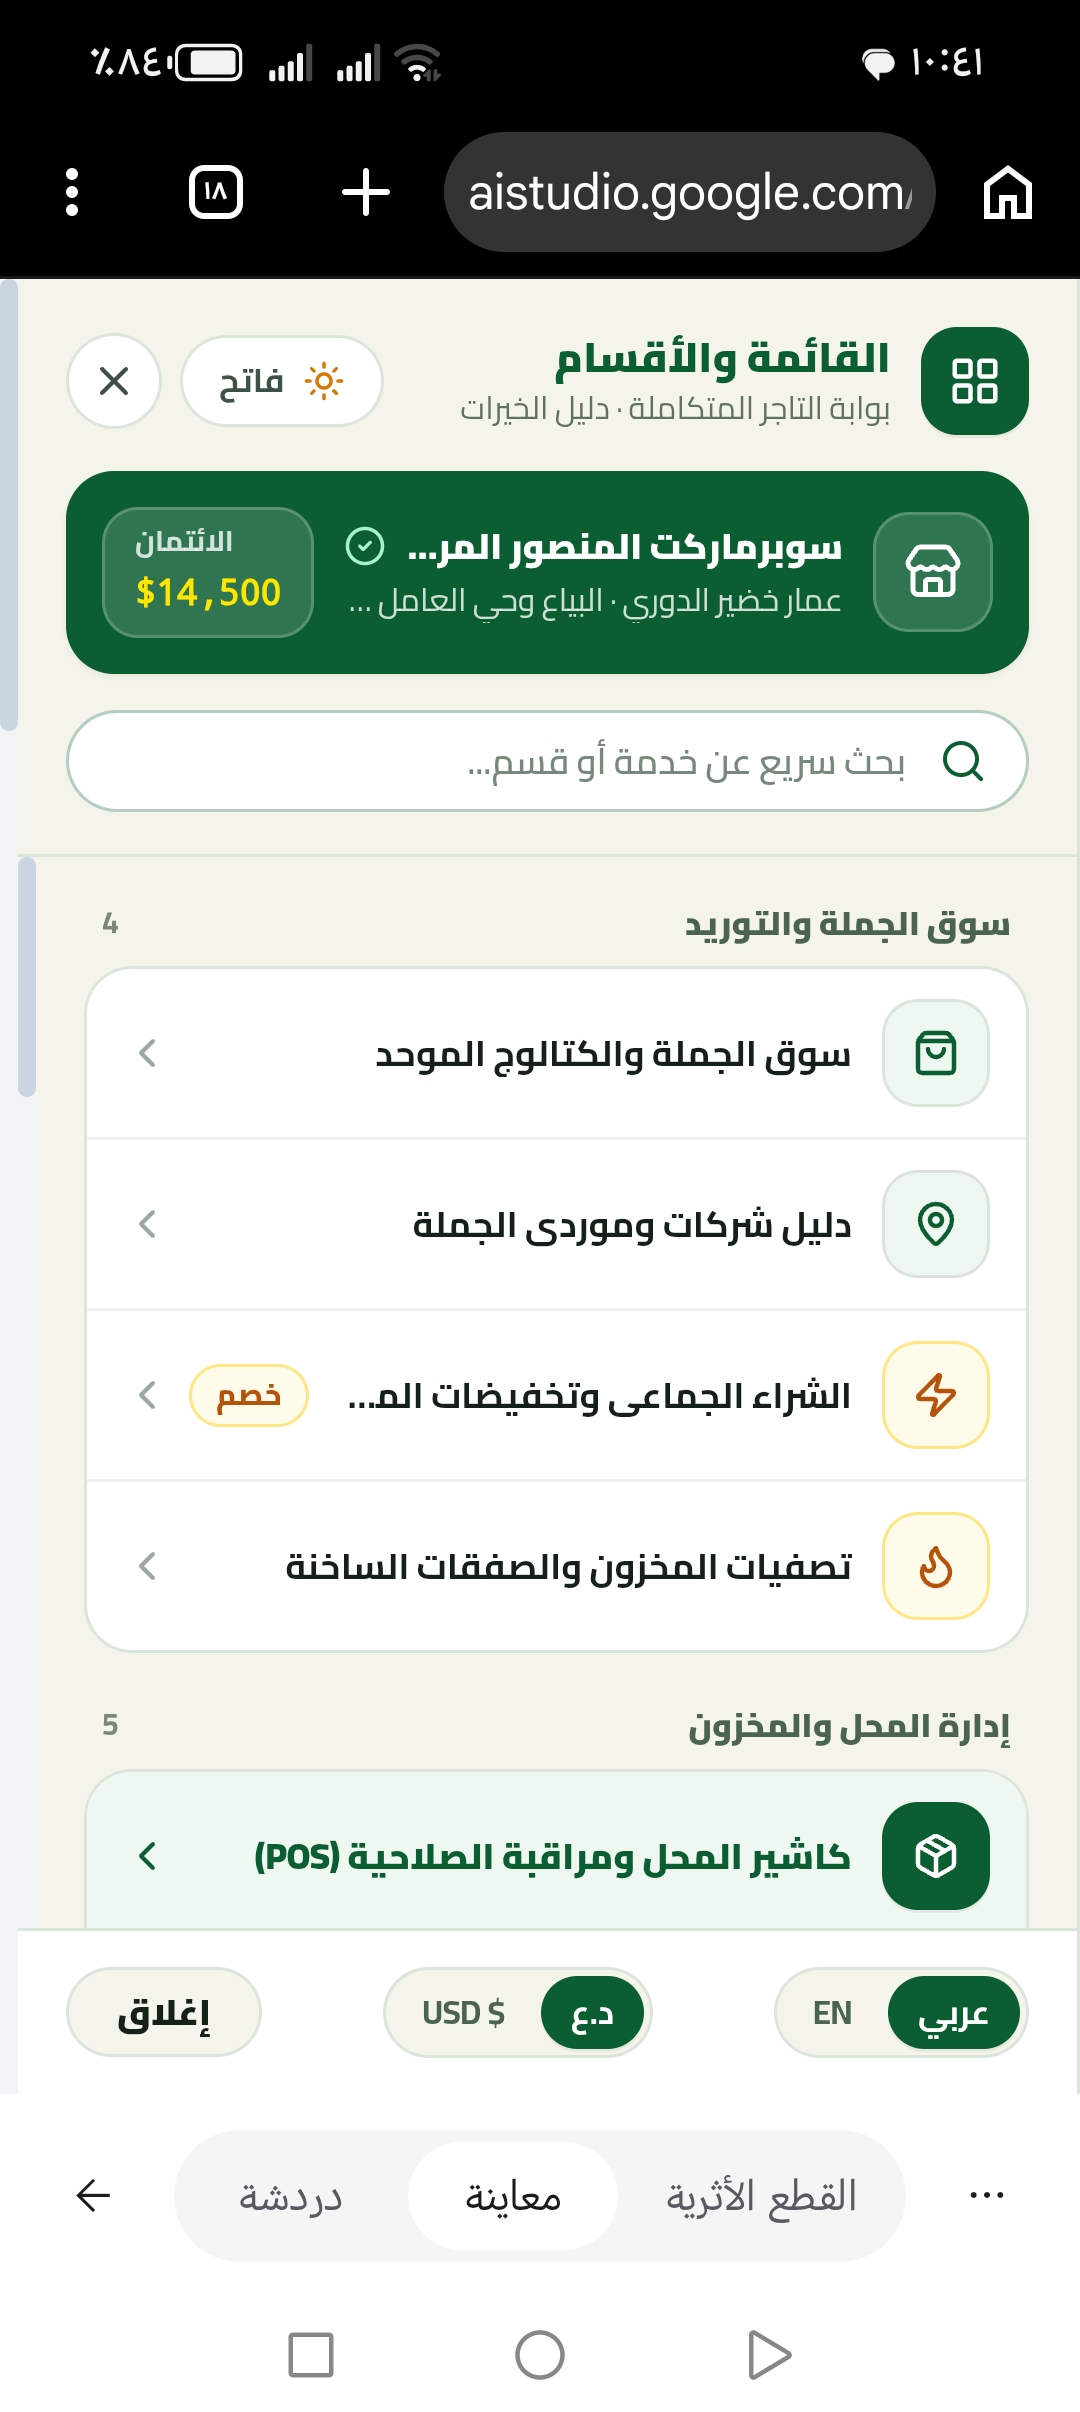 ١٠:٤١
٪٨٤
aistudio.google.com/
١٨
القائمة والأقسام
بوابة التاجر المتكاملة · دليل الخيرات
فاتح
سوبرماركت المنصور المر...
عمار خضير الدوري · البياع وحي العامل ...
الائتمان
$14,500
بحث سريع عن خدمة أو قسم...
سوق الجملة والتوريد
4
سوق الجملة والكتالوج الموحد
دليل شركات وموردى الجملة
الشراء الجماعى وتخفيضات المـ...
خصم
تصفيات المخزون والصفقات الساخنة
إدارة المحل والمخزون
5
كاشير المحل ومراقبة الصلاحية (POS)
عربي
EN
د.ع
USD $
إغلاق
القطع الأثرية
معاينة
دردشة